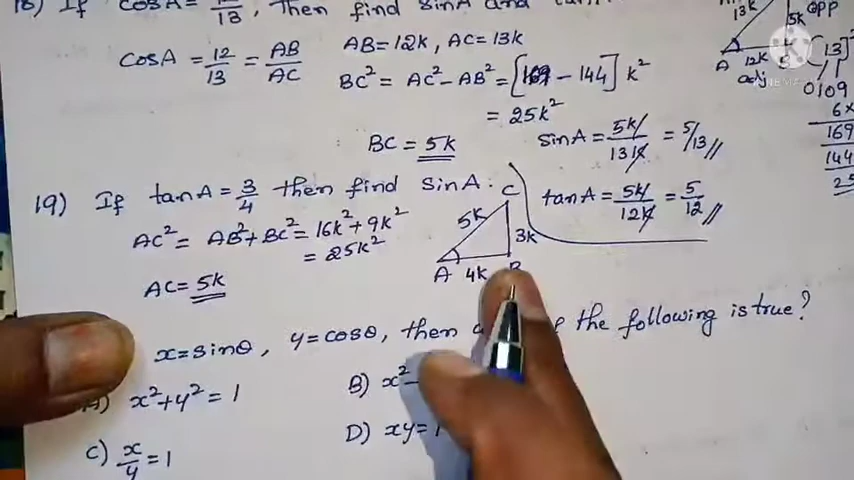 18) If cosA = 12/13, then find sinA and tan
cosA = 12/13 = AB/AC
AB = 12k, AC = 13k
BC² = AC² - AB² = [169 - 144] k²
= 25k²
BC = 5k
sinA = 5k/13k = 5/13
tanA = 5k/12k = 5/12
13k
5k
opp
A
12k
adj
169
144
19) If tanA = 3/4 then find sinA.
AC² = AB² + BC² = 16k² + 9k²
= 25k²
AC = 5k
C
5k
3k
A 4k B
x = sinθ, y = cosθ, then of the following is true?
A) x² + y² = 1
B) x² -
C) x/y = 1
D) xy = 1
KINEMASTER